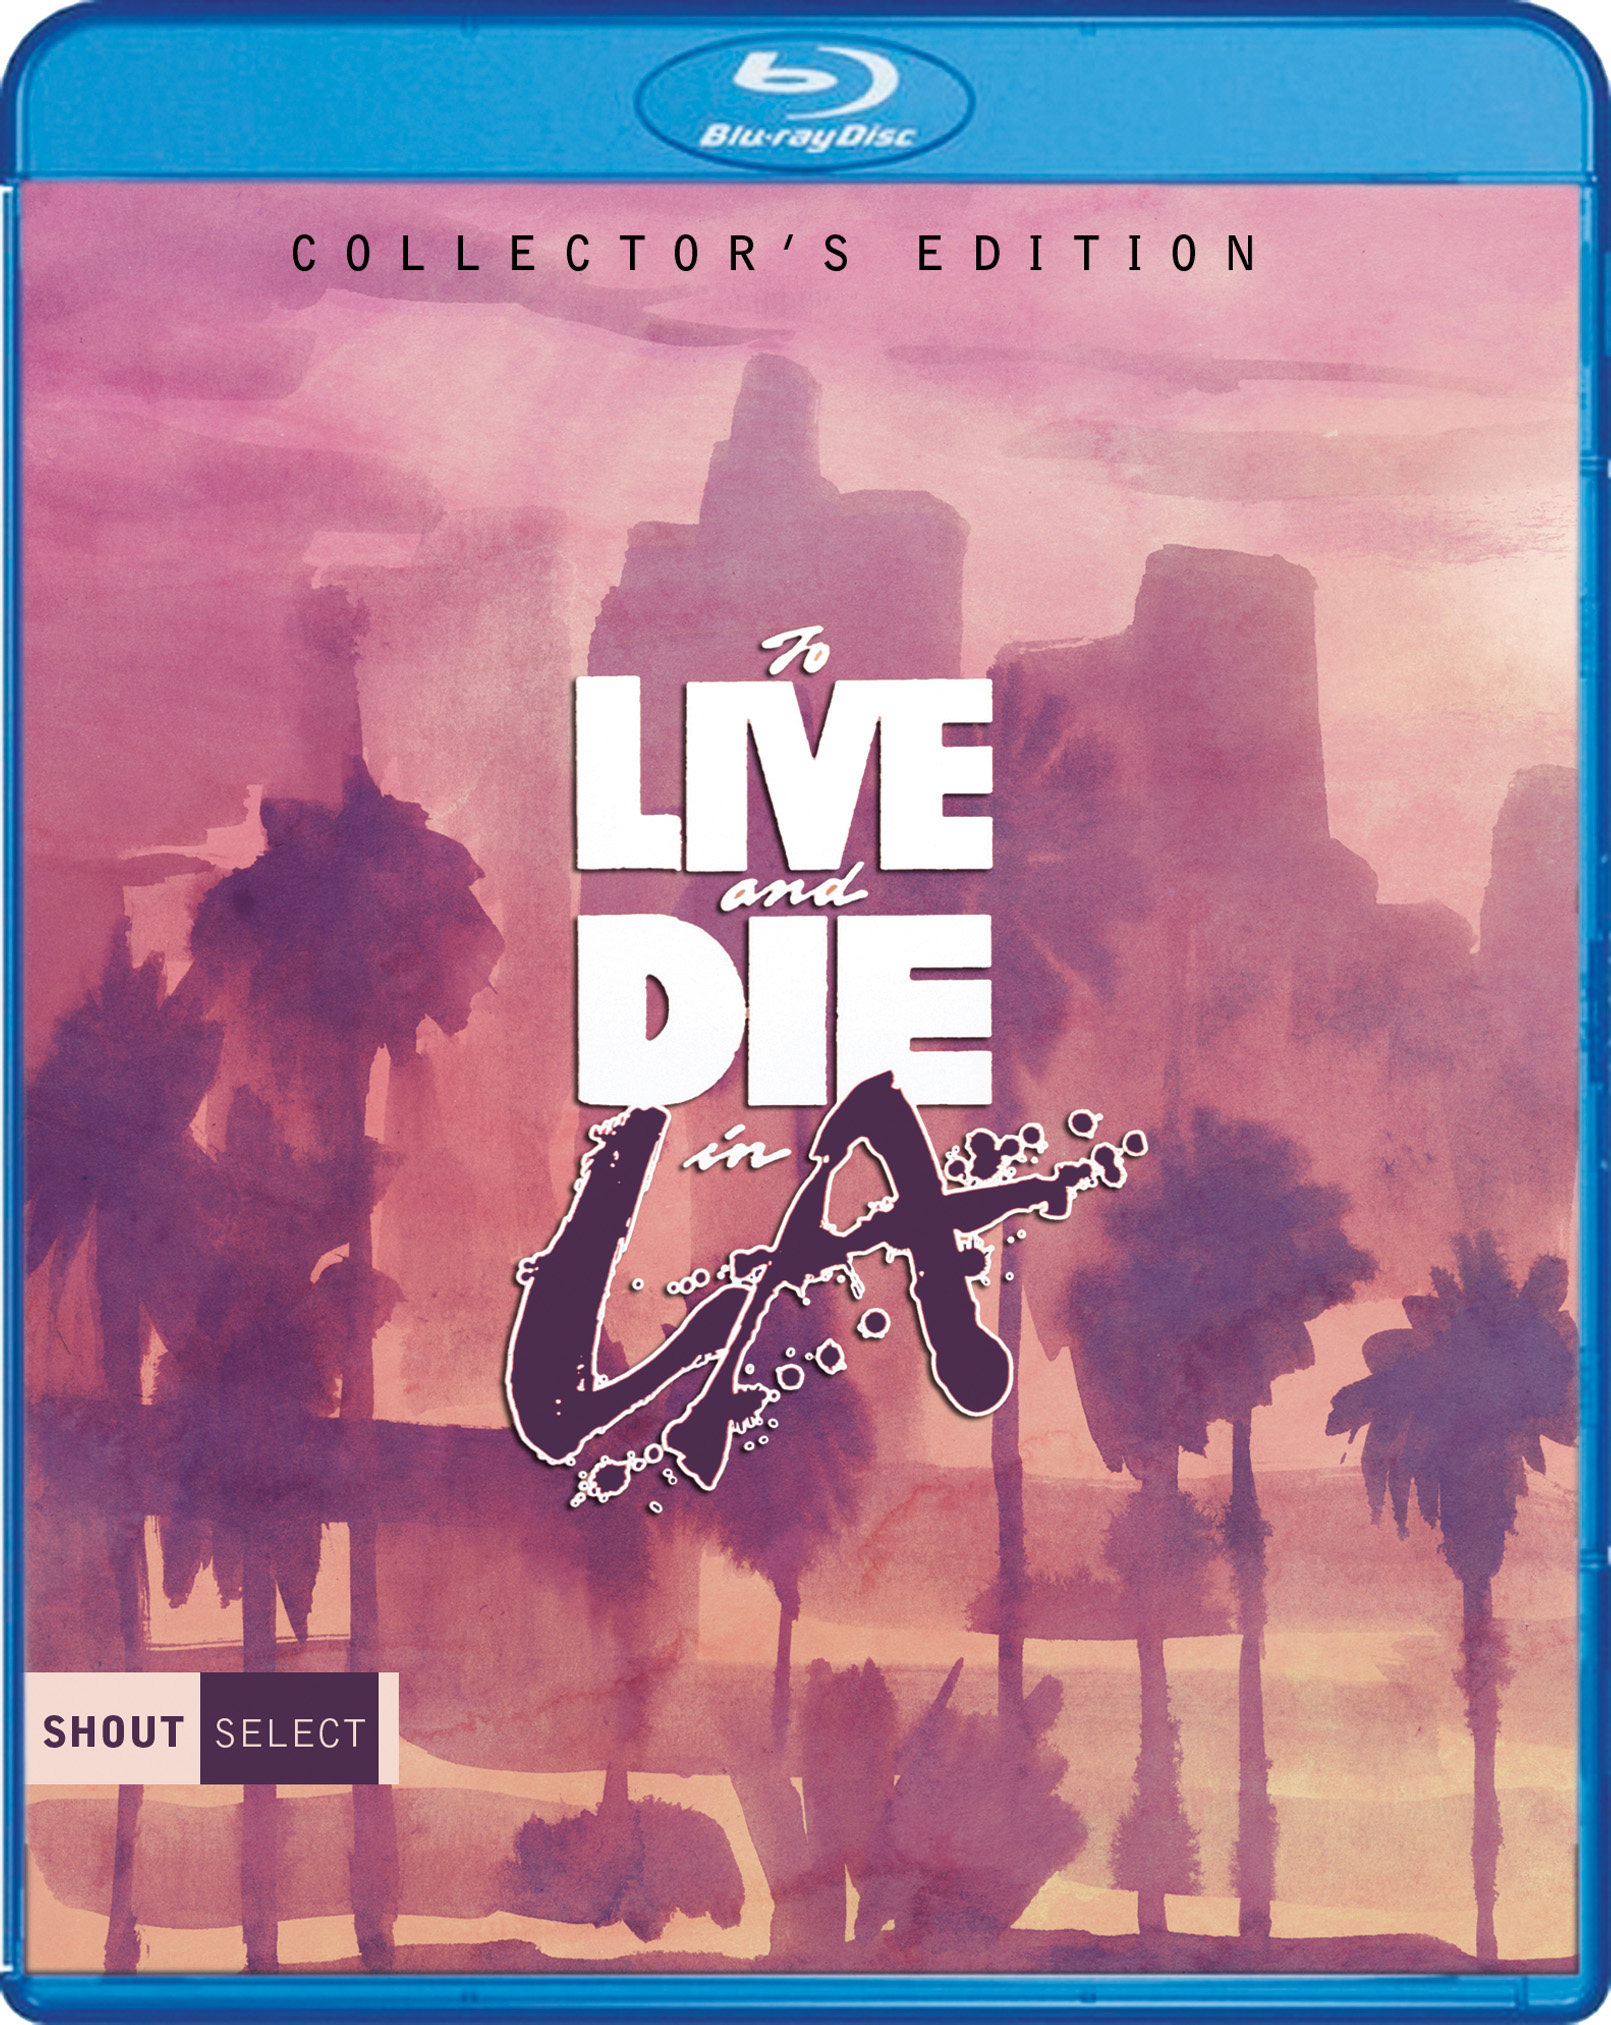 Blu-ray Disc
COLLECTOR'S EDITION
To
LIVE
and
DIE
in
LA
SHOUT SELECT